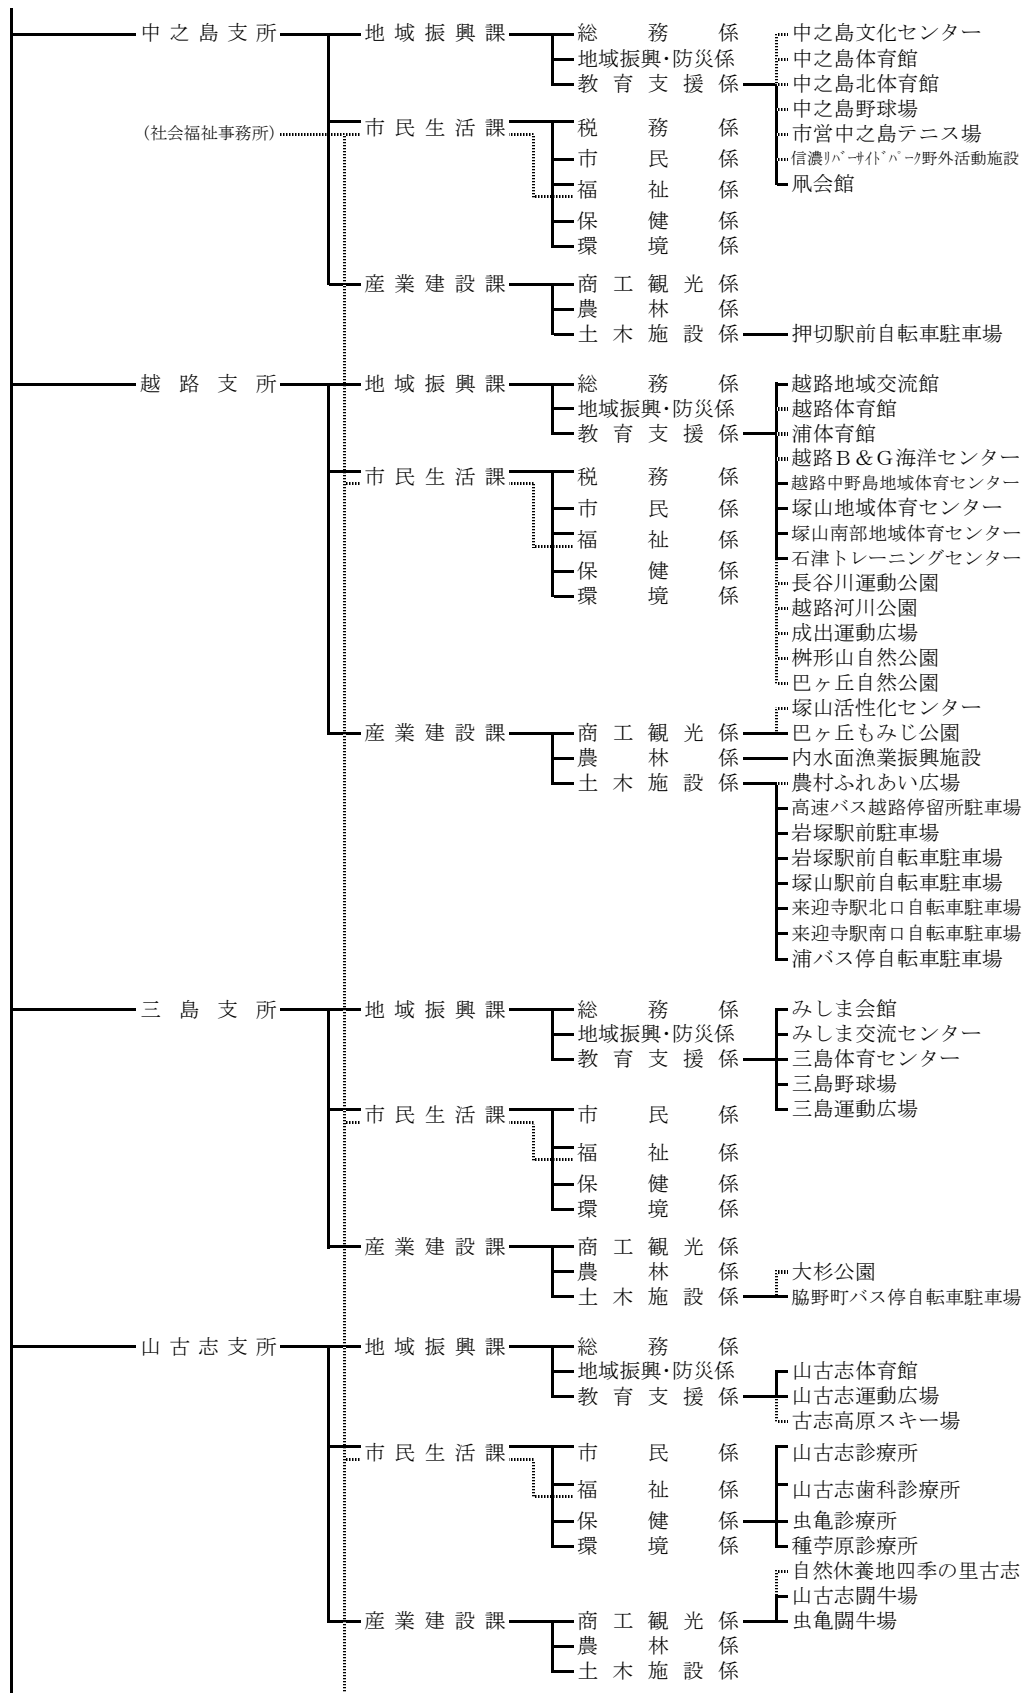 中之島支所 地域振興課 総務係 中之島文化センター
地域振興・防災係 中之島体育館
教育支援係 中之島北体育館
中之島野球場
(社会福祉事務所) 市民生活課 税務係 市営中之島テニス場
市民係 信濃ﾘﾊﾞｰｻｲﾄﾞﾊﾟｰｸ野外活動施設
福祉係 凧会館
保健係
環境係
産業建設課 商工観光係
農林係
土木施設係 押切駅前自転車駐車場
越路支所 地域振興課 総務係 越路地域交流館
地域振興・防災係 越路体育館
教育支援係 浦体育館
越路Ｂ＆Ｇ海洋センター
市民生活課 税務係 越路中野島地域体育センター
市民係 塚山地域体育センター
福祉係 塚山南部地域体育センター
石津トレーニングセンター
保健係 長谷川運動公園
環境係 越路河川公園
成出運動広場
桝形山自然公園
巴ヶ丘自然公園
塚山活性化センター
産業建設課 商工観光係 巴ヶ丘もみじ公園
農林係 内水面漁業振興施設
土木施設係 農村ふれあい広場
高速バス越路停留所駐車場
岩塚駅前駐車場
岩塚駅前自転車駐車場
塚山駅前自転車駐車場
来迎寺駅北口自転車駐車場
来迎寺駅南口自転車駐車場
浦バス停自転車駐車場
三島支所 地域振興課 総務係 みしま会館
地域振興・防災係 みしま交流センター
教育支援係 三島体育センター
三島野球場
市民生活課 市民係 三島運動広場
福祉係
保健係
環境係
産業建設課 商工観光係
農林係 大杉公園
土木施設係 脇野町バス停自転車駐車場
山古志支所 地域振興課 総務係
地域振興・防災係 山古志体育館
教育支援係 山古志運動広場
古志高原スキー場
市民生活課 市民係 山古志診療所
福祉係 山古志歯科診療所
保健係 虫亀診療所
環境係 種苧原診療所
自然休養地四季の里古志
山古志闘牛場
産業建設課 商工観光係 虫亀闘牛場
農林係
土木施設係